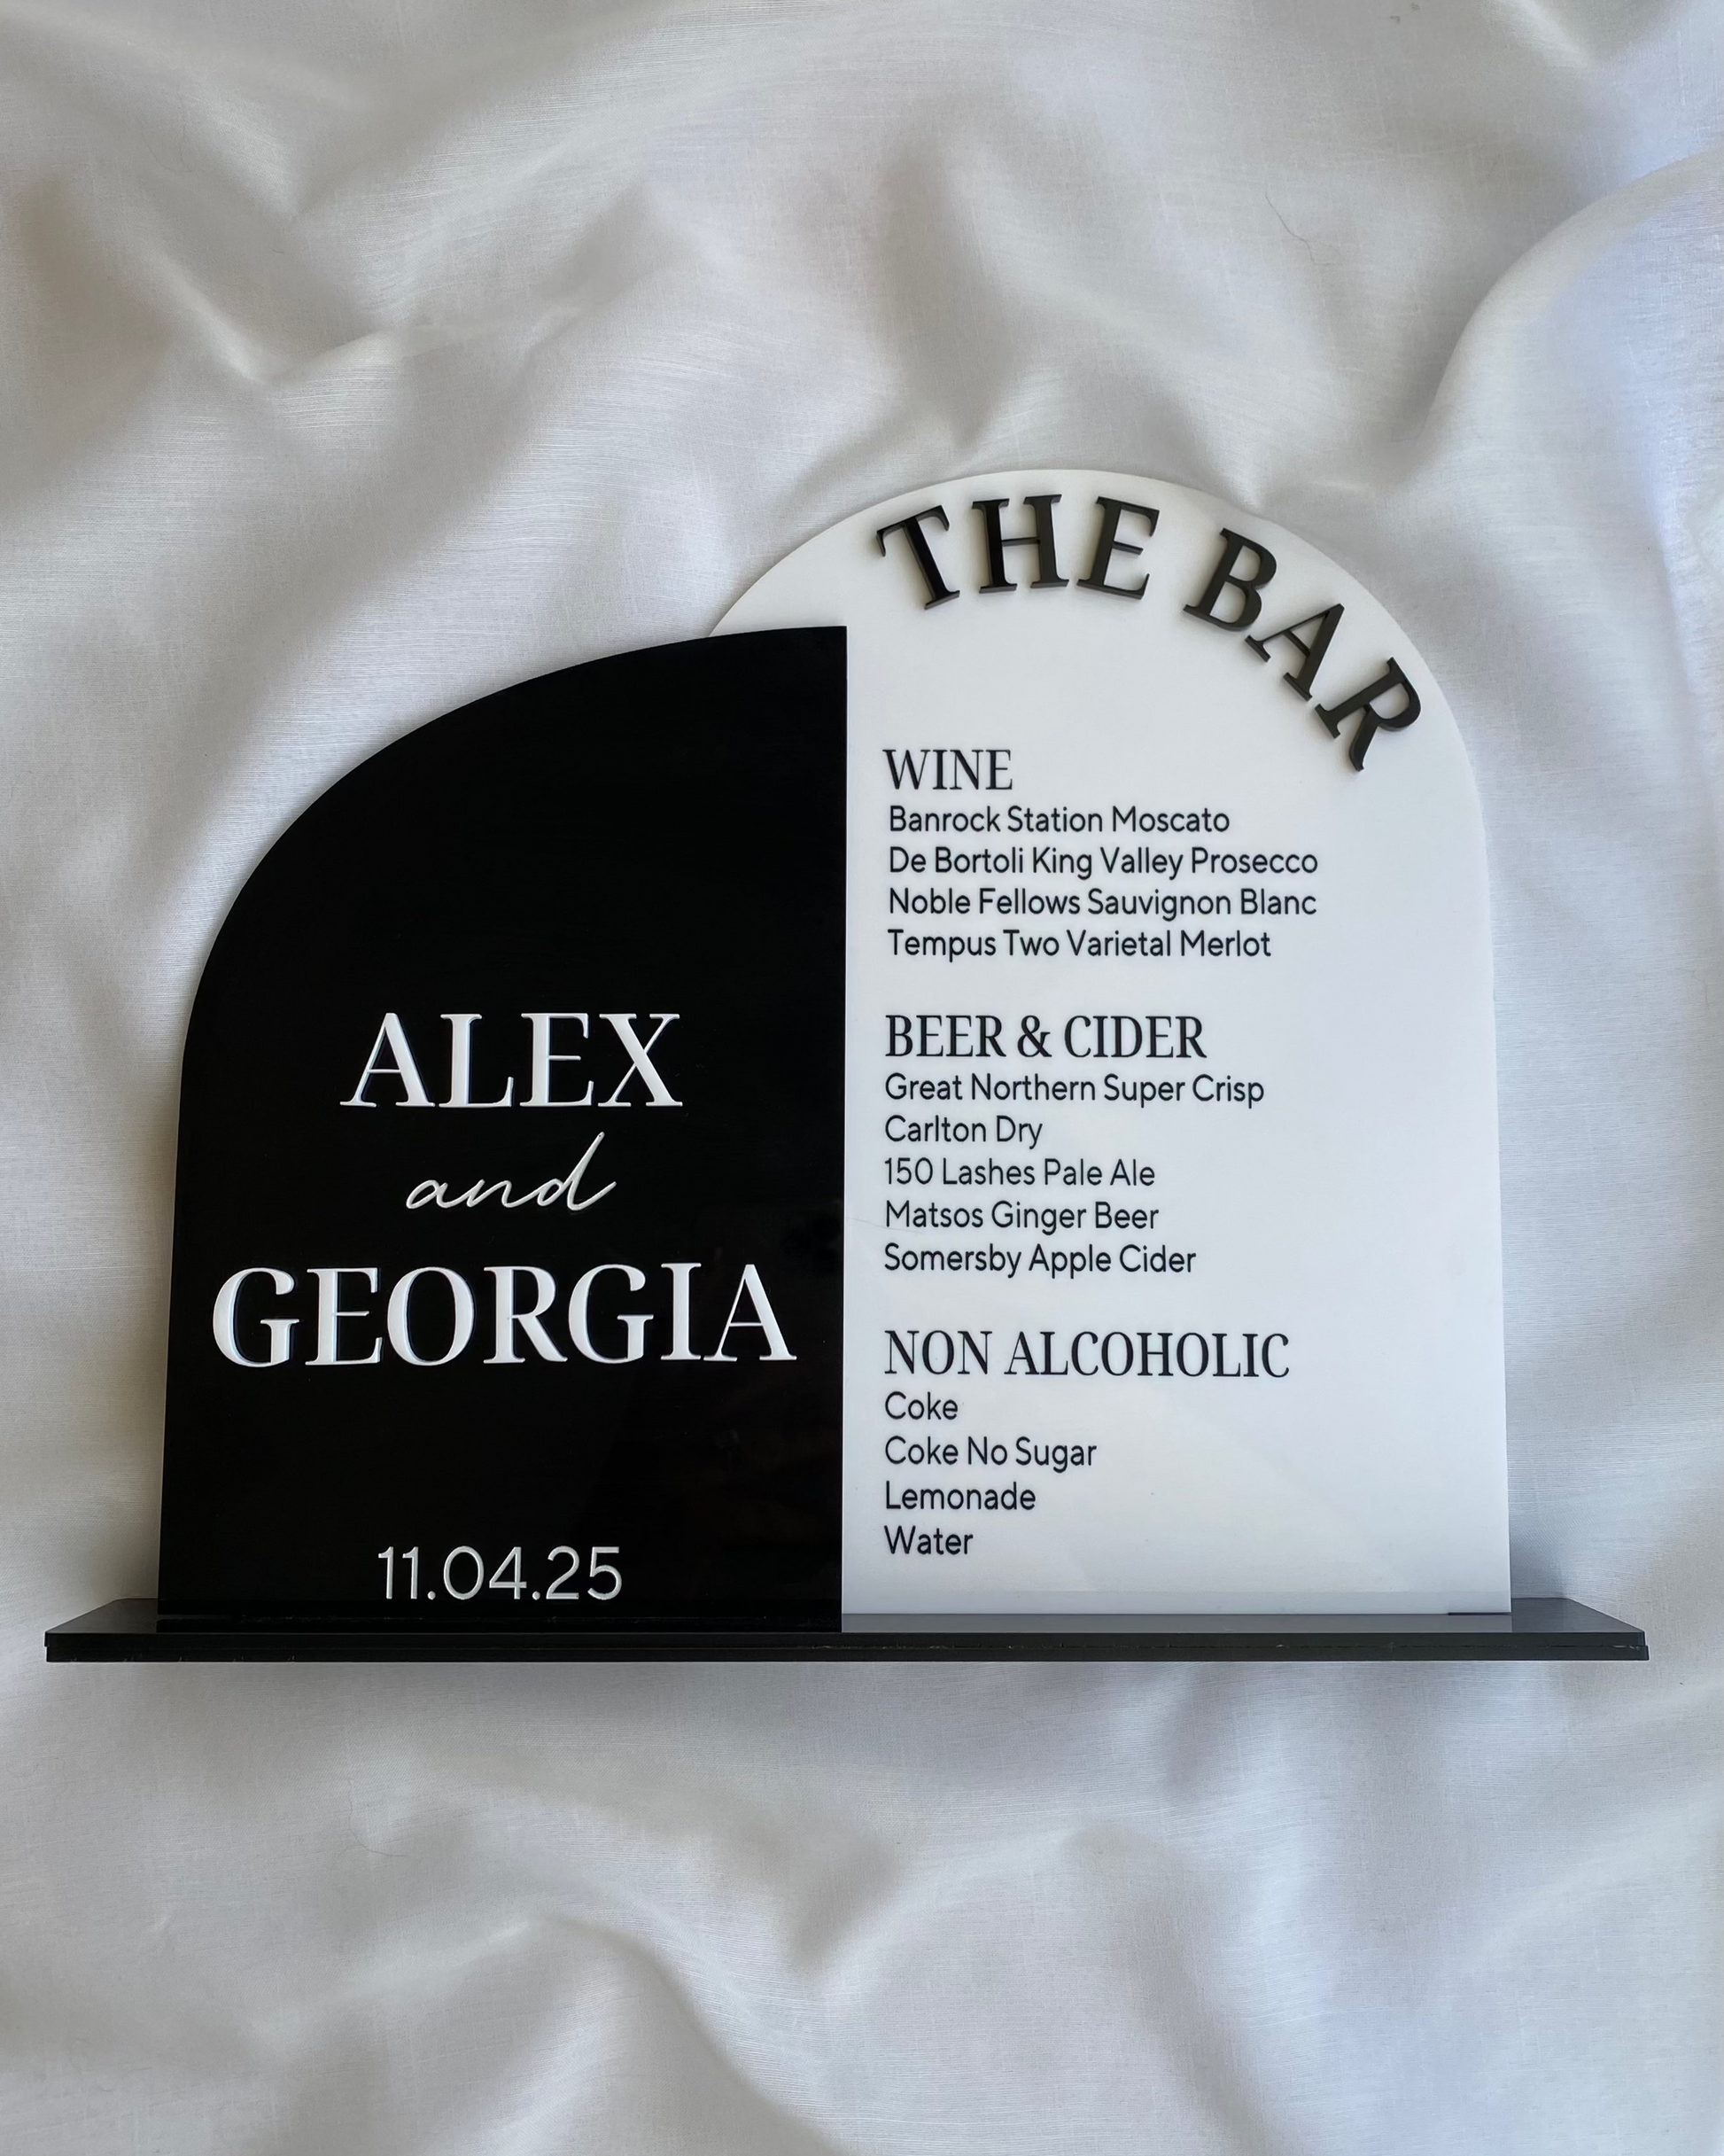 ALEX
and
GEORGIA
11.04.25
THE BAR
WINE
Banrock Station Moscato
De Bortoli King Valley Prosecco
Noble Fellows Sauvignon Blanc
Tempus Two Varietal Merlot
BEER & CIDER
Great Northern Super Crisp
Carlton Dry
150 Lashes Pale Ale
Matsos Ginger Beer
Somersby Apple Cider
NON ALCOHOLIC
Coke
Coke No Sugar
Lemonade
Water